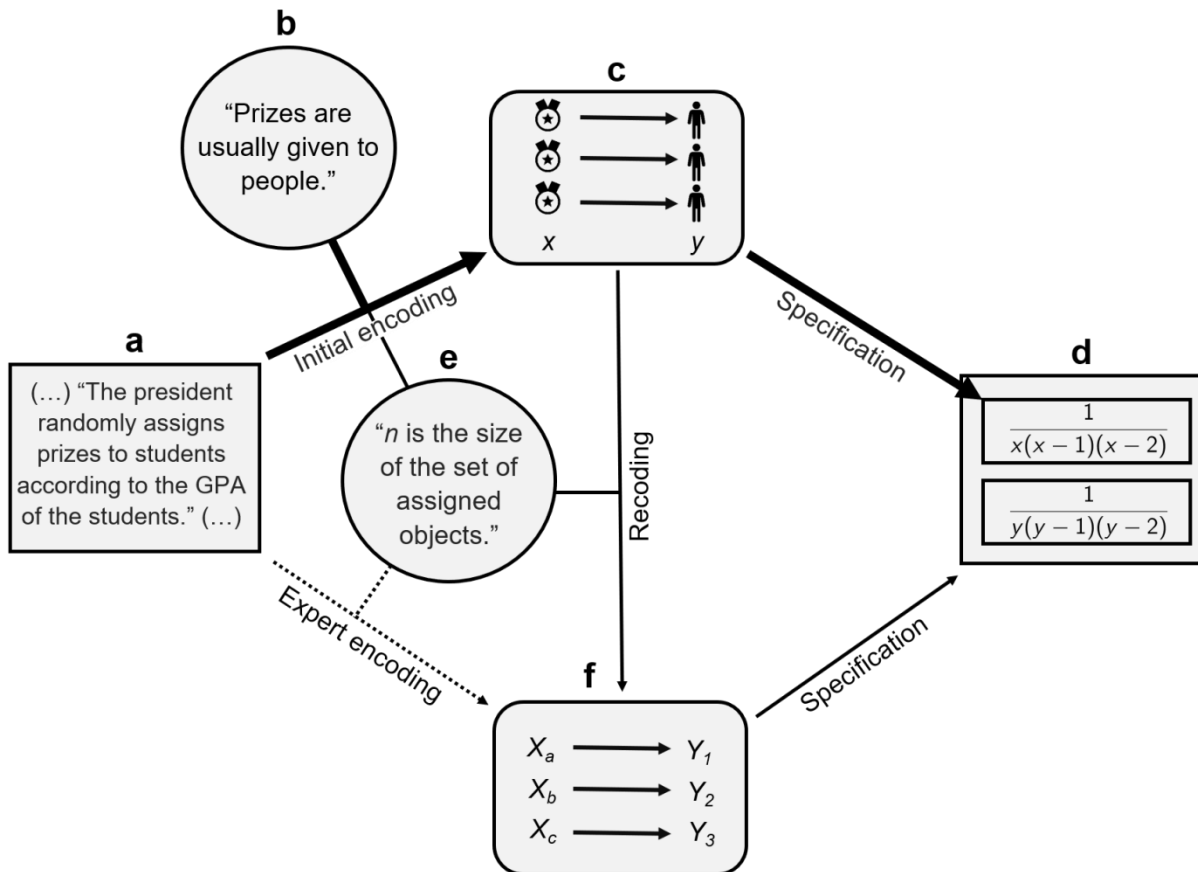 b
“Prizes are
usually given to
people.”
c
x y
Initial encoding
Specification
a
(…) “The president
randomly assigns
prizes to students
according to the GPA
of the students.” (…)
e
“n is the size
of the set of
assigned
objects.”
Recoding
d
1
x(x − 1)(x − 2)
1
y(y − 1)(y − 2)
Expert encoding
Specification
f
Xa Y1
Xb Y2
Xc Y3